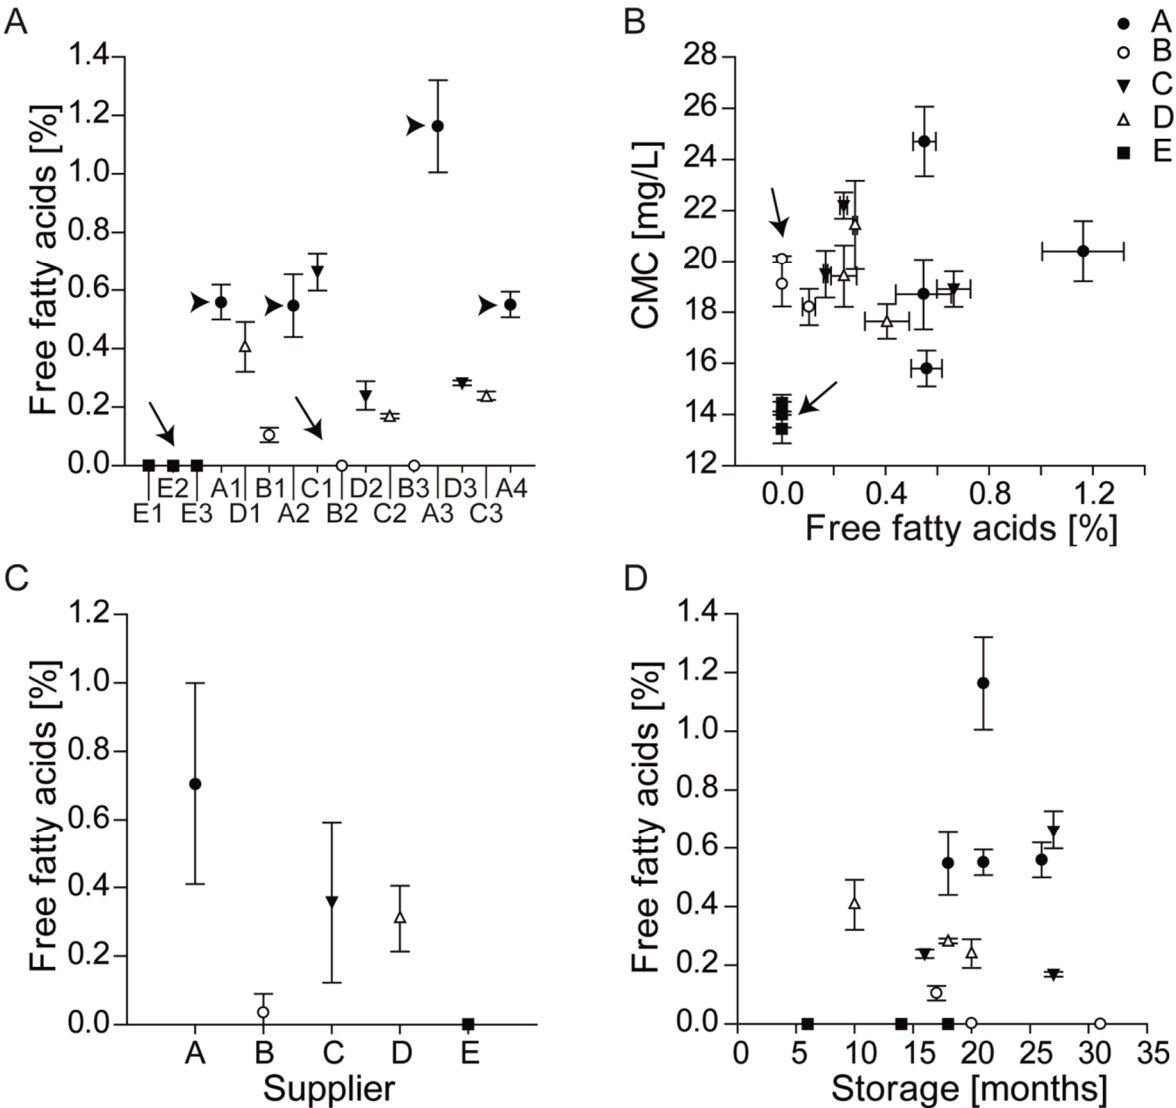 A
Free fatty acids [%]
1.4
1.2
1.0
0.8
0.6
0.4
0.2
0.0
E2 A1 B1 C1 D2 B3 D3 A4
E1 E3 D1 A2 B2 C2 A3 C3
B
CMC [mg/L]
28
26
24
22
20
18
16
14
12
0.0 0.4 0.8 1.2
Free fatty acids [%]
A
B
C
D
E
C
Free fatty acids [%]
1.2
1.0
0.8
0.6
0.4
0.2
0.0
A B C D E
Supplier
D
Free fatty acids [%]
1.4
1.2
1.0
0.8
0.6
0.4
0.2
0.0
0 5 10 15 20 25 30 35
Storage [months]